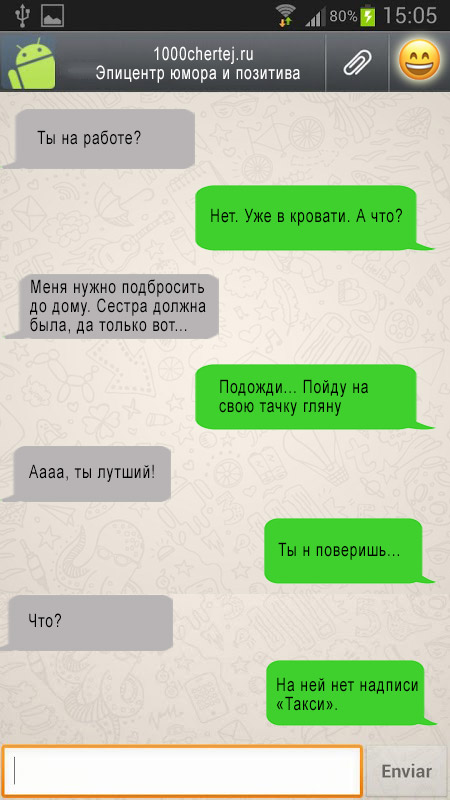 80% 15:05
1000chertej.ru
Эпицентр юмора и позитива
Ты на работе?
Нет. Уже в кровати. А что?
Меня нужно подбросить
до дому. Сестра должна
была, да только вот...
Подожди... Пойду на
свою тачку гляну
Аааа, ты лутший!
Ты н поверишь...
Что?
На ней нет надписи
«Такси».
Enviar